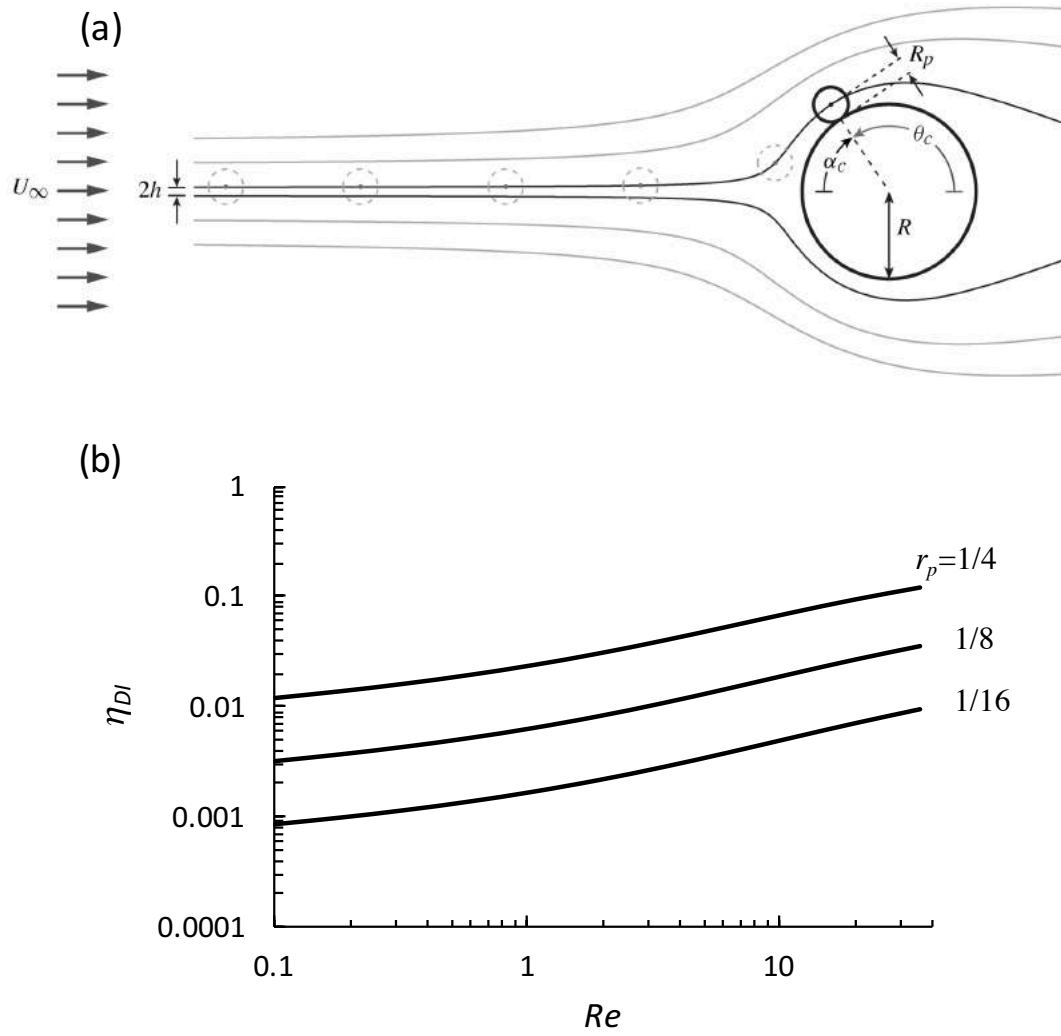 (a)
U∞
2h
R_p
α_c
θ_c
R
(b)
η_DI
1
0.1
0.01
0.001
0.0001
r_p=1/4
1/8
1/16
0.1
1
10
Re